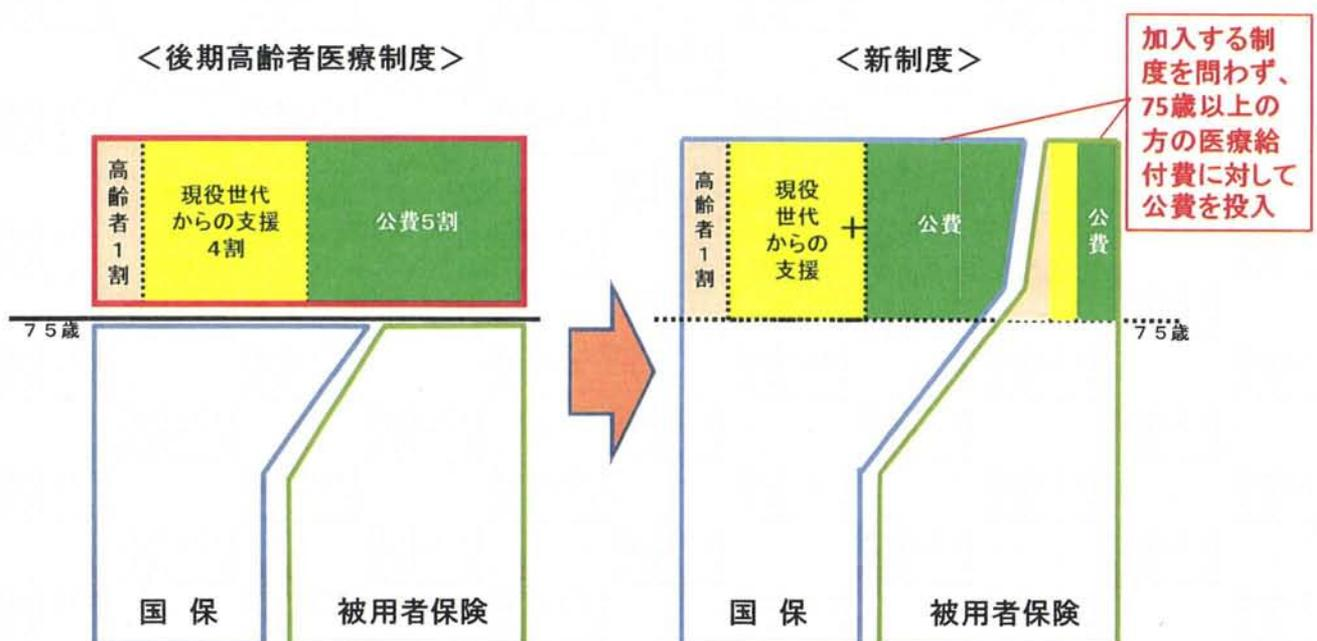 ＜後期高齢者医療制度＞
高齢者1割
現役世代
からの支援
4割
公費5割
７５歳
国 保
被用者保険
＜新制度＞
加入する制
度を問わず、
75歳以上の
方の医療給
付費に対して
公費を投入
高齢者1割
現役
世代
からの
支援
＋
公費
公費
７５歳
国 保
被用者保険